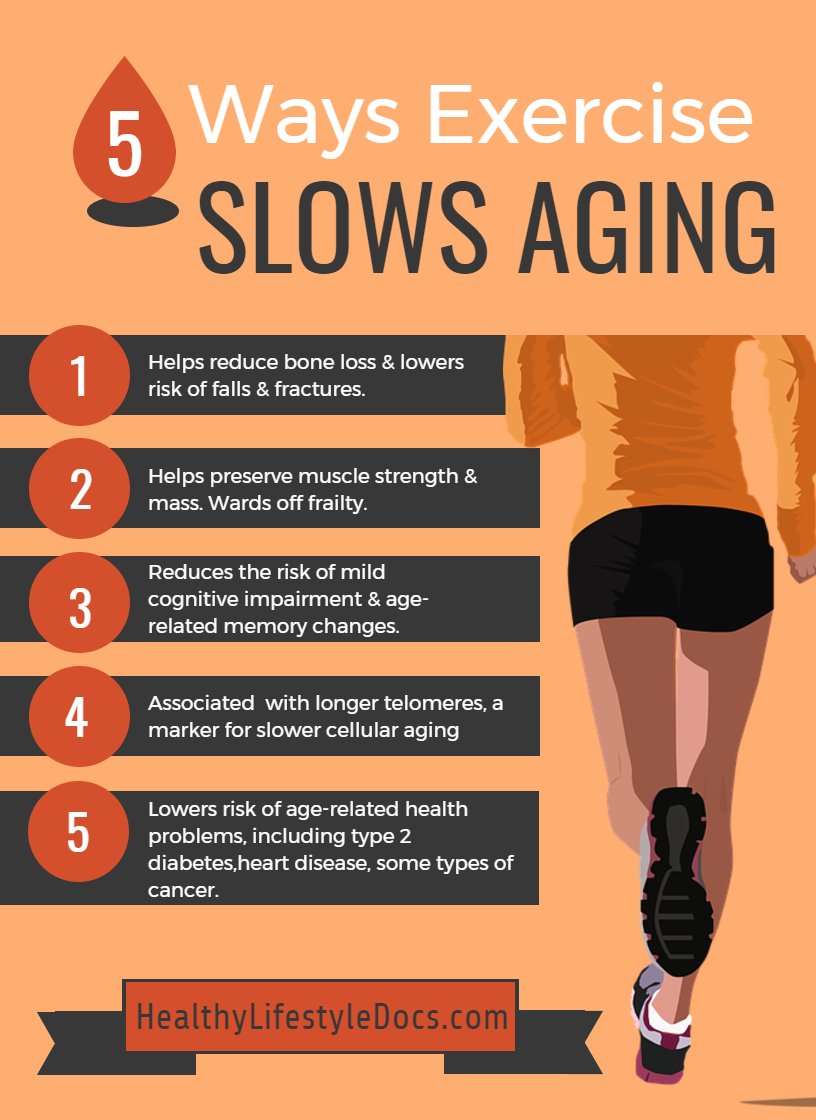 5
Ways Exercise
SLOWS AGING
1
Helps reduce bone loss & lowers
risk of falls & fractures.
2
Helps preserve muscle strength &
mass. Wards off frailty.
3
Reduces the risk of mild
cognitive impairment & age-
related memory changes.
4
Associated  with longer telomeres, a
marker for slower cellular aging
5
Lowers risk of age-related health
problems, including type 2
diabetes,heart disease, some types of
cancer.
HealthyLifestyleDocs.com